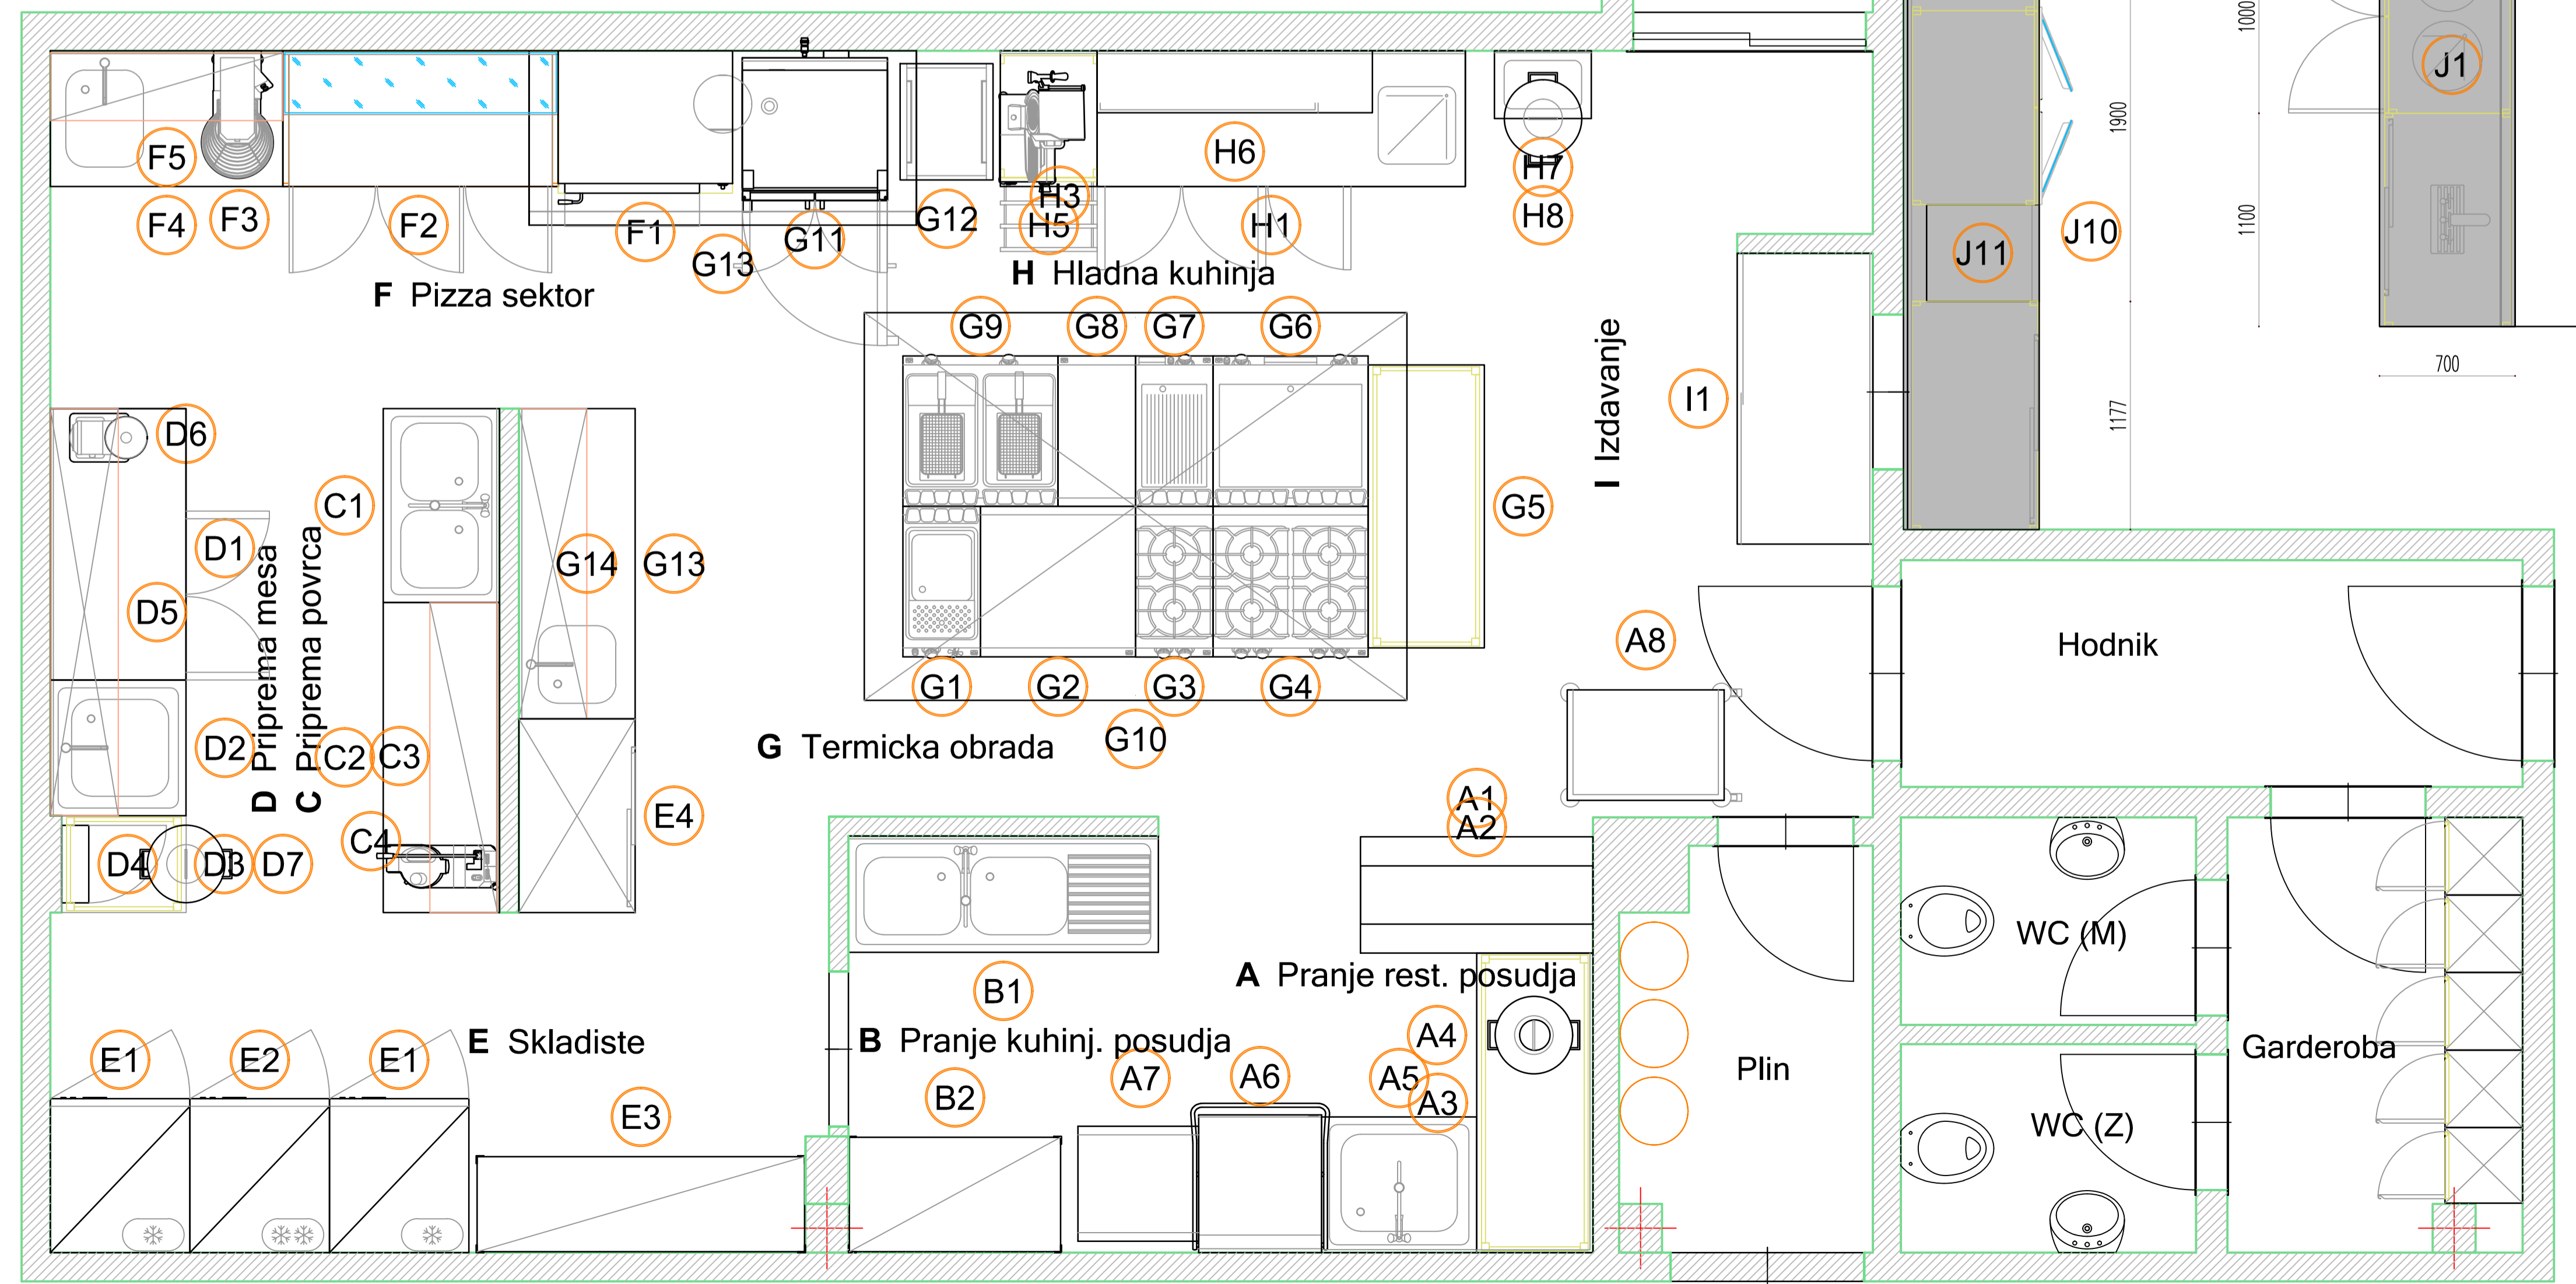 1000
J1
F5
H6
1900
H7
H3
F4
F3
F2
F1
G13
G11
G12
H5
H1
H8
1100
J11
J10
F Pizza sektor
H Hladna kuhinja
G9
G8
G7
G6
I Izdavanje
I1
700
1177
D6
C1
G5
D1
G14
G13
D5
D Priprema mesa
C Priprema povrca
A8
Hodnik
G1
G2
G3
G4
D2
C2
C3
G Termicka obrada
G10
A1
A2
E4
C4
D4
D3
D7
WC (M)
A Pranje rest. posudja
B1
E Skladiste
B Pranje kuhinj. posudja
A4
Garderoba
E1
E2
E1
Plin
A7
A6
A5
A3
B2
E3
WC (Z)